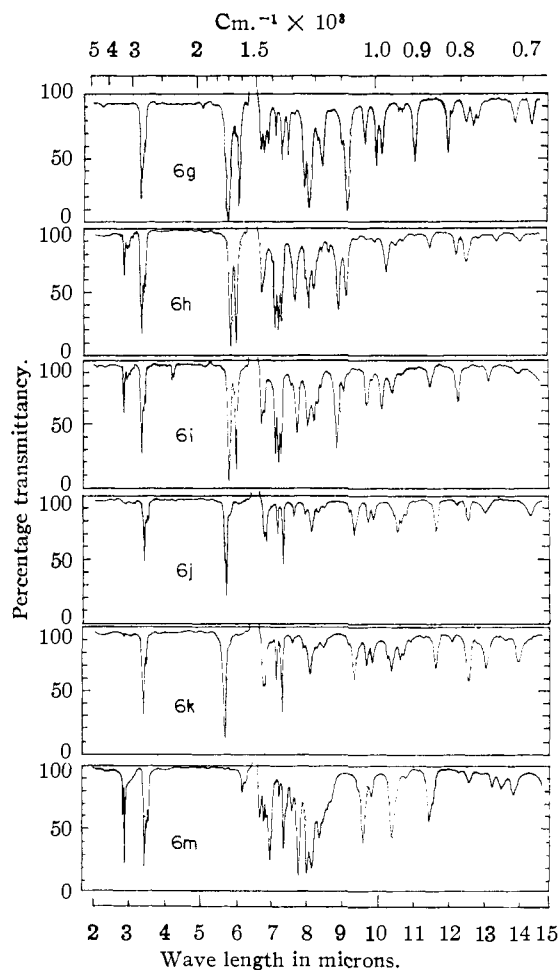 Cm.⁻¹ × 10³
5 4 3 2 1.5 1.0 0.9 0.8 0.7
100
50
0
6g
100
50
0
6h
100
50
0
6i
100
50
0
6j
100
50
0
6k
100
50
0
6m
Percentage transmittancy.
2 3 4 5 6 7 8 9 10 11 12 13 14 15
Wave length in microns.